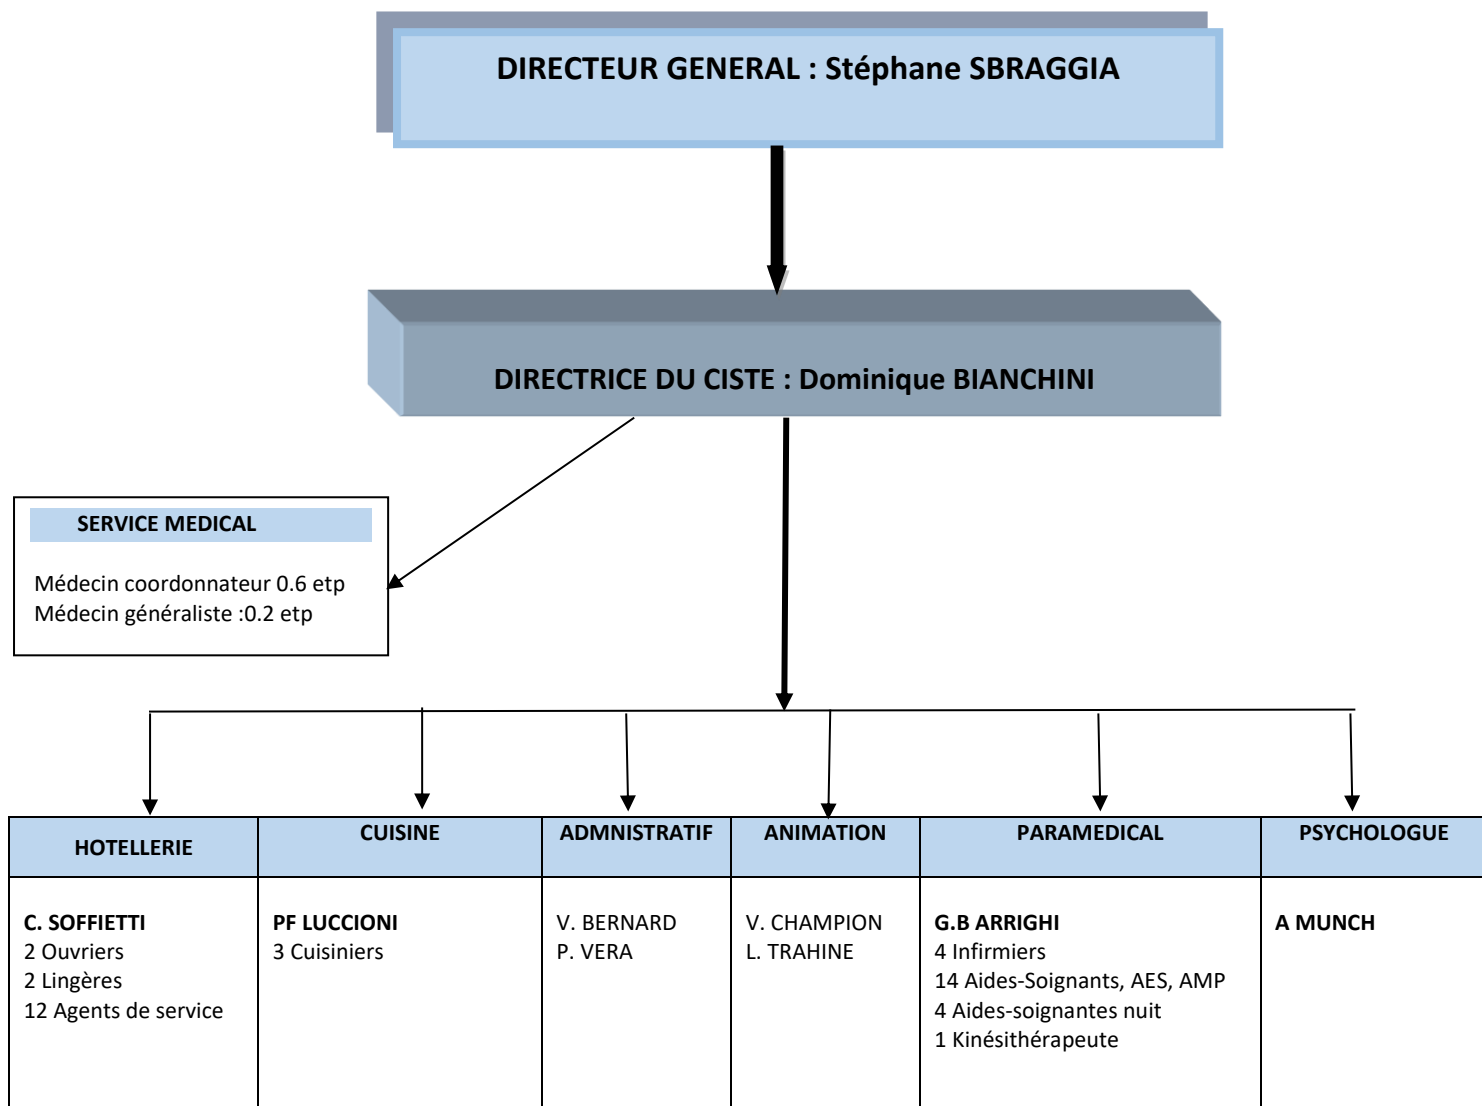 DIRECTEUR GENERAL : Stéphane SBRAGGIA
DIRECTRICE DU CISTE : Dominique BIANCHINI
SERVICE MEDICAL
Médecin coordonnateur 0.6 etp
Médecin généraliste :0.2 etp
HOTELLERIE
C. SOFFIETTI
2 Ouvriers
2 Lingères
12 Agents de service
CUISINE
PF LUCCIONI
3 Cuisiniers
ADMNISTRATIF
V. BERNARD
P. VERA
ANIMATION
V. CHAMPION
L. TRAHINE
PARAMEDICAL
G.B ARRIGHI
4 Infirmiers
14 Aides-Soignants, AES, AMP
4 Aides-soignantes nuit
1 Kinésithérapeute
PSYCHOLOGUE
A MUNCH